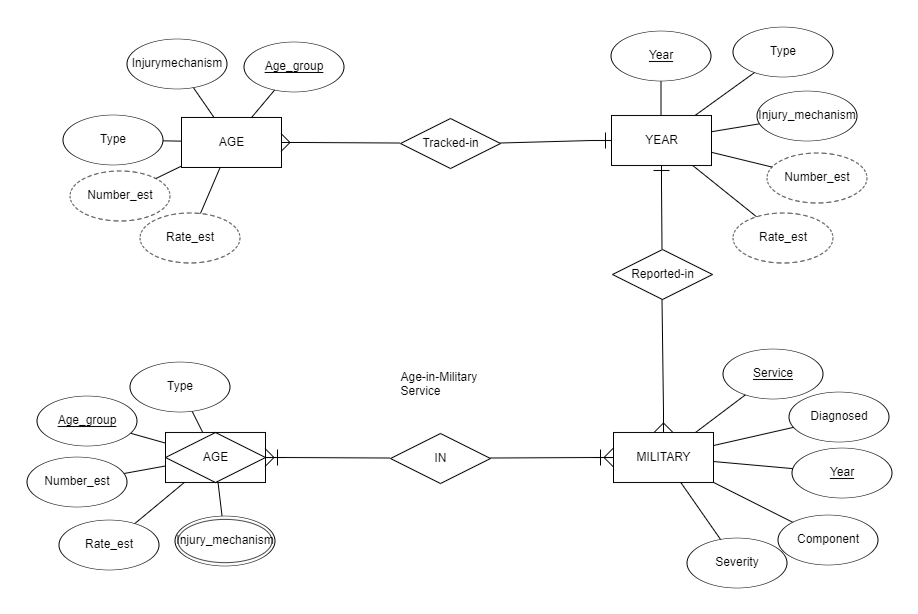 Year
Type
Injurymechanism
Age_group
Injury_mechanism
Type
AGE
Tracked-in
YEAR
Number_est
Number_est
Rate_est
Rate_est
Reported-in
Age-in-Military
Service
Service
Type
Diagnosed
Age_group
AGE
IN
MILITARY
Number_est
Year
Rate_est
Injury_mechanism
Component
Severity